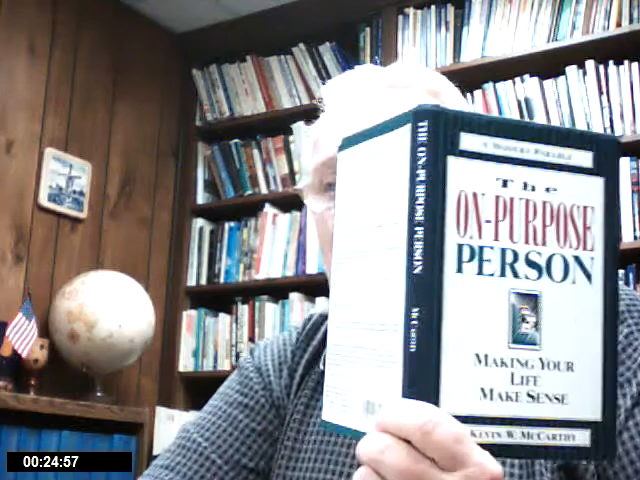 A MODERN PARABLE
The
ON-PURPOSE
PERSON
MAKING YOUR
LIFE
MAKE SENSE
KEVIN W. MCCARTHY
THE ON-PURPOSE PERSON
McCarthy
00:24:57